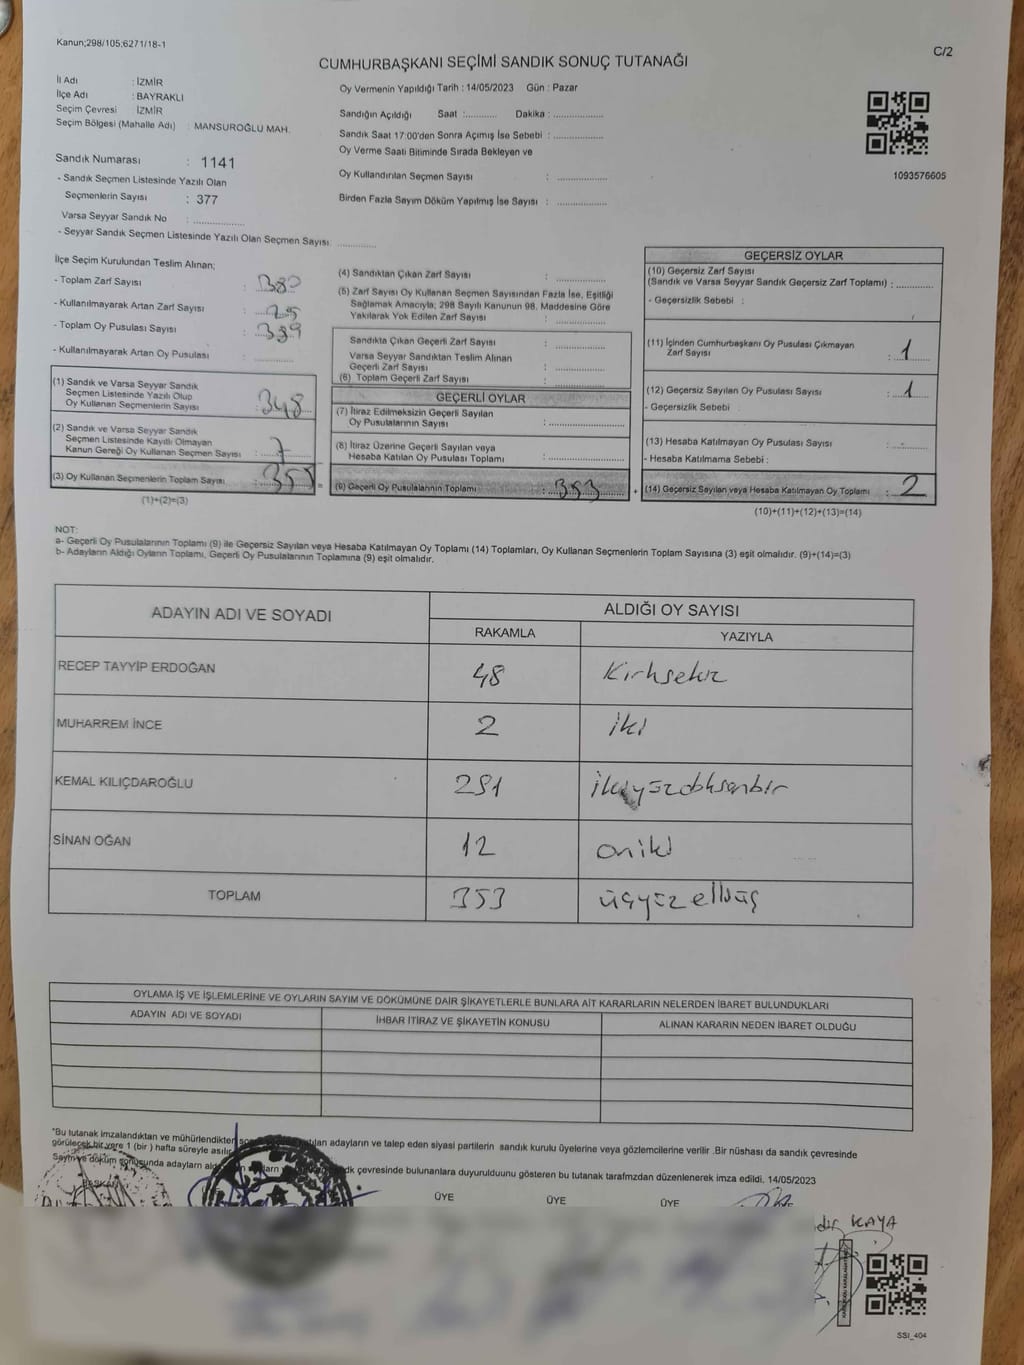 Kanun;298/105;6271/18-1
C/2
CUMHURBAŞKANI SEÇİMİ SANDIK SONUÇ TUTANAĞI
İl Adı : İZMİR
İlçe Adı : BAYRAKLI
Seçim Çevresi : İZMİR
Seçim Bölgesi (Mahalle Adı) : MANSUROĞLU MAH.
Oy Vermenin Yapıldığı Tarih : 14/05/2023 Gün : Pazar
Sandığın Açıldığı Saat :........... Dakika : ..................
Sandık Saat 17:00'den Sonra Açımış İse Sebebi : ..................
Oy Verme Saati Bitiminde Sırada Bekleyen ve
Oy Kullandırılan Seçmen Sayısı : ..................
Birden Fazla Sayım Döküm Yapılmış İse Sayısı : ..................
1093576605
Sandık Numarası : 1141
- Sandık Seçmen Listesinde Yazılı Olan
Seçmenlerin Sayısı : 377
Varsa Seyyar Sandık No : ..................
- Seyyar Sandık Seçmen Listesinde Yazılı Olan Seçmen Sayısı: ..............
İlçe Seçim Kurulundan Teslim Alınan;
- Toplam Zarf Sayısı : 380
- Kullanılmayarak Artan Zarf Sayısı : 25
- Toplam Oy Pusulası Sayısı :
- Kullanılmayarak Artan Oy Pusulası : ..............
(1) Sandık ve Varsa Seyyar Sandık
Seçmen Listesinde Yazılı Olup
Oy Kullanan Seçmenlerin Sayısı : 348
(2) Sandık ve Varsa Seyyar Sandık
Seçmen Listesinde Kayıtlı Olmayan
Kanun Gereği Oy Kullanan Seçmen Sayısı : 7
(3) Oy Kullanan Seçmenlerin Toplam Sayısı : 355
(1)+(2)=(3)
(4) Sandıktan Çıkan Zarf Sayısı : ..................
(5) Zarf Sayısı Oy Kullanan Seçmen Sayısından Fazla İse, Eşitliği
Sağlamak Amacıyla; 298 Sayılı Kanunun 98. Maddesine Göre
Yakılarak Yok Edilen Zarf Sayısı : ..................
Sandıkta Çıkan Geçerli Zarf Sayısı : ..................
Varsa Seyyar Sandıktan Teslim Alınan
Geçerli Zarf Sayısı : ..................
(6) Toplam Geçerli Zarf Sayısı : ..................
GEÇERLİ OYLAR
(7) İtiraz Edilmeksizin Geçerli Sayılan
Oy Pusulalarının Sayısı : ..................
(8) İtiraz Üzerine Geçerli Sayılan veya
Hesaba Katılan Oy Pusulası Toplamı : ..................
= (9) Geçerli Oy Pusulalarının Toplamı : 353
GEÇERSİZ OYLAR
(10) Geçersiz Zarf Sayısı
(Sandık ve Varsa Seyyar Sandık Geçersiz Zarf Toplamı) : ...........
- Geçersizlik Sebebi :
(11) İçinden Cumhurbaşkanı Oy Pusulası Çıkmayan
Zarf Sayısı : 1
(12) Geçersiz Sayılan Oy Pusulası Sayısı : 1
- Geçersizlik Sebebi :
(13) Hesaba Katılmayan Oy Pusulası Sayısı : ...........
- Hesaba Katılmama Sebebi :
+ (14) Geçersiz Sayılan veya Hesaba Katılmayan Oy Toplamı : 2
(10)+(11)+(12)+(13)=(14)
NOT:
a- Geçerli Oy Pusulalarının Toplamı (9) ile Geçersiz Sayılan veya Hesaba Katılmayan Oy Toplamı (14) Toplamları, Oy Kullanan Seçmenlerin Toplam Sayısına (3) eşit olmalıdır. (9)+(14)=(3)
b- Adayların Aldığı Oyların Toplamı, Geçerli Oy Pusulalarının Toplamına (9) eşit olmalıdır.
ADAYIN ADI VE SOYADI
ALDIĞI OY SAYISI
RAKAMLA YAZIYLA
RECEP TAYYİP ERDOĞAN 48 Kırksekiz
MUHARREM İNCE 2 iki
KEMAL KILIÇDAROĞLU 291 ikiyüzdoksanbir
SİNAN OĞAN 12 oniki
TOPLAM 353 üçyüzelliüç
OYLAMA İŞ VE İŞLEMLERİNE VE OYLARIN SAYIM VE DÖKÜMÜNE DAİR ŞİKAYETLERLE BUNLARA AİT KARARLARIN NELERDEN İBARET BULUNDUKLARI
ADAYIN ADI VE SOYADI İHBAR İTİRAZ VE ŞİKAYETİN KONUSU ALINAN KARARIN NEDEN İBARET OLDUĞU
"Bu tutanak imzalandıktan ve mühürlendikten adayların ve talep eden siyasi partilerin sandık kurulu üyelerine veya gözlemcilerine verilir .Bir nüshası da sandık çevresinde
görülecek bir yere 1 (bir ) hafta süreyle asılır.
Sayım ve döküm sonucunda adayların çevresinde bulunanlara duyurulduunu gösteren bu tutanak tarafmzdan düzenlenerek imza edildi. 14/05/2023
BAŞKAN ÜYE ÜYE ÜYE
KAYA
SSI_404